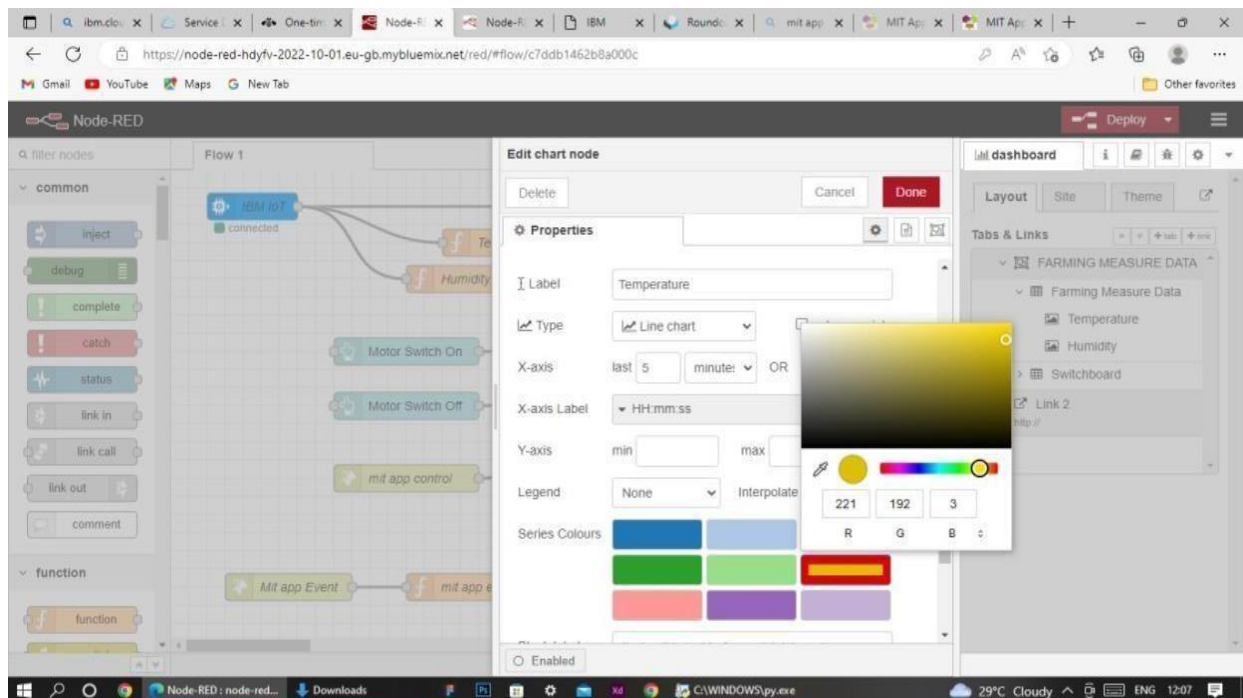 ibm.clo
Service
One-tim
Node-R
Node-R
IBM
Roundc
mit app
MIT App
MIT App
https://node-red-hdyfv-2022-10-01.eu-gb.mybluemix.net/red/#flow/c7ddb1462b8a000c
Gmail
YouTube
Maps
New Tab
Other favorites
Node-RED
Deploy
filter nodes
common
inject
debug
complete
catch
status
link in
link call
link out
comment
function
function
Flow 1
IBM IoT
connected
Te
Humidity
Motor Switch On
Motor Switch Off
mit app control
Mit app Event
mit app e
Edit chart node
Delete
Cancel
Done
Properties
Label
Temperature
Type
Line chart
X-axis
last 5 minute: OR
X-axis Label
HH:mm:ss
Y-axis
min
max
Legend
None
Interpolate
Series Colours
221 192 3
R G B
Enabled
dashboard
i
Layout
Site
Theme
Tabs & Links
+ tab
+ link
FARMING MEASURE DATA
Farming Measure Data
Temperature
Humidity
Switchboard
Link 2
http://
Node-RED : node-red...
Downloads
C:\WINDOWS\py.exe
29°C Cloudy
ENG
12:07